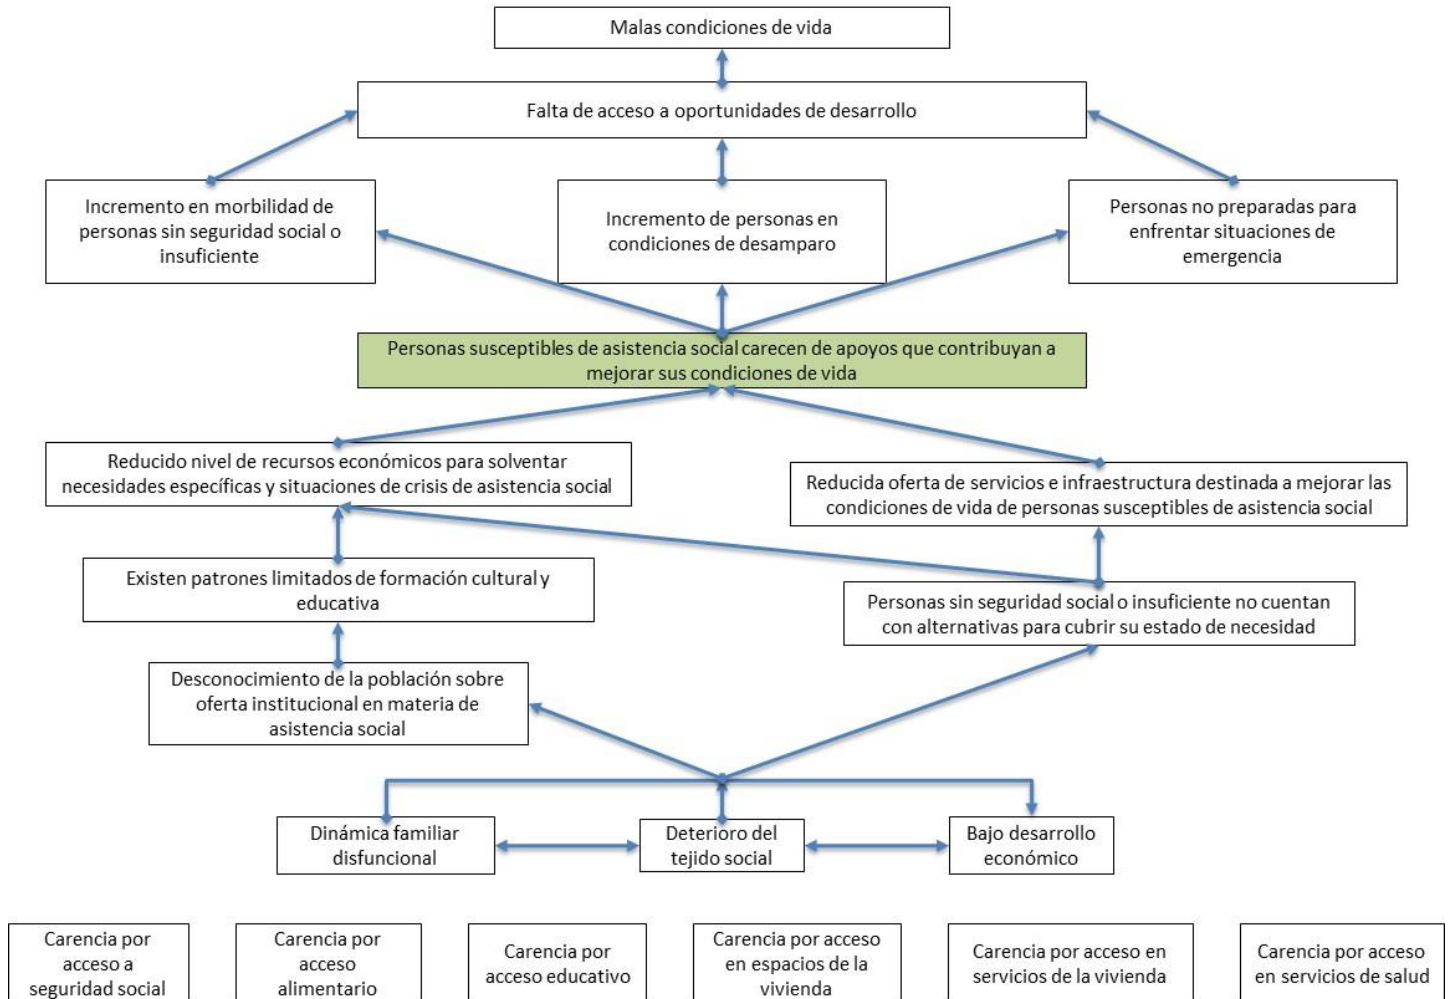 Malas condiciones de vida
Falta de acceso a oportunidades de desarrollo
Incremento en morbilidad de
personas sin seguridad social o
insuficiente
Incremento de personas en
condiciones de desamparo
Personas no preparadas para
enfrentar situaciones de
emergencia
Personas susceptibles de asistencia social carecen de apoyos que contribuyan a
mejorar sus condiciones de vida
Reducido nivel de recursos económicos para solventar
necesidades específicas y situaciones de crisis de asistencia social
Reducida oferta de servicios e infraestructura destinada a mejorar las
condiciones de vida de personas susceptibles de asistencia social
Existen patrones limitados de formación cultural y
educativa
Personas sin seguridad social o insuficiente no cuentan
con alternativas para cubrir su estado de necesidad
Desconocimiento de la población sobre
oferta institucional en materia de
asistencia social
Dinámica familiar
disfuncional
Deterioro del
tejido social
Bajo desarrollo
económico
Carencia por
acceso a
seguridad social
Carencia por
acceso
alimentario
Carencia por
acceso educativo
Carencia por acceso
en espacios de la
vivienda
Carencia por acceso en
servicios de la vivienda
Carencia por acceso
en servicios de salud